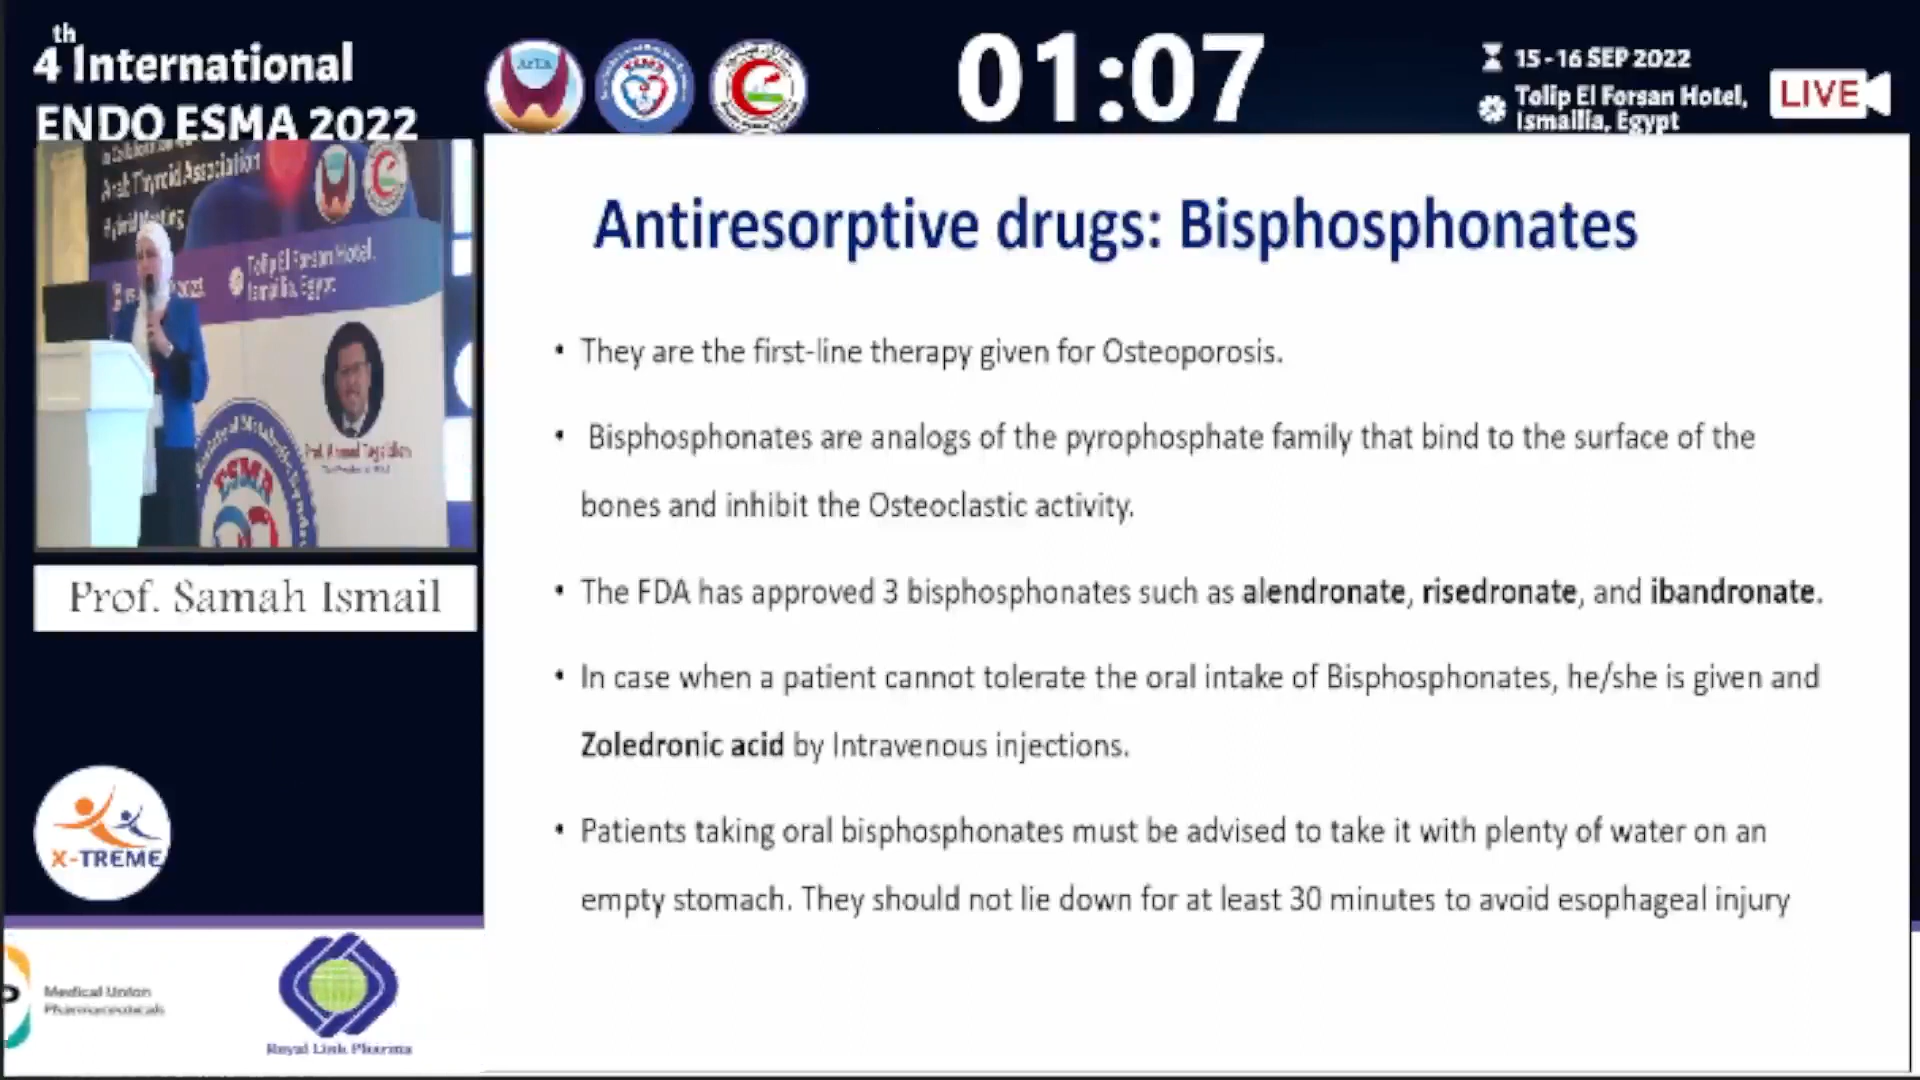 4th International
ENDO ESMA 2022
ArTA
ESMA
01:07
15 - 16 SEP 2022
Tolip El Forsan Hotel,
Ismailia, Egypt
LIVE
Arab Thyroid Association
Hybrid Meeting
Tolip El Forsan Hotel,
Ismailia, Egypt
ESMA
Prof. Samah Ismail
X-TREME
Medical Union
Pharmaceuticals
Royal Link Pharma
Antiresorptive drugs: Bisphosphonates
• They are the first-line therapy given for Osteoporosis.
• Bisphosphonates are analogs of the pyrophosphate family that bind to the surface of the
bones and inhibit the Osteoclastic activity.
• The FDA has approved 3 bisphosphonates such as alendronate, risedronate, and ibandronate.
• In case when a patient cannot tolerate the oral intake of Bisphosphonates, he/she is given and
Zoledronic acid by Intravenous injections.
• Patients taking oral bisphosphonates must be advised to take it with plenty of water on an
empty stomach. They should not lie down for at least 30 minutes to avoid esophageal injury